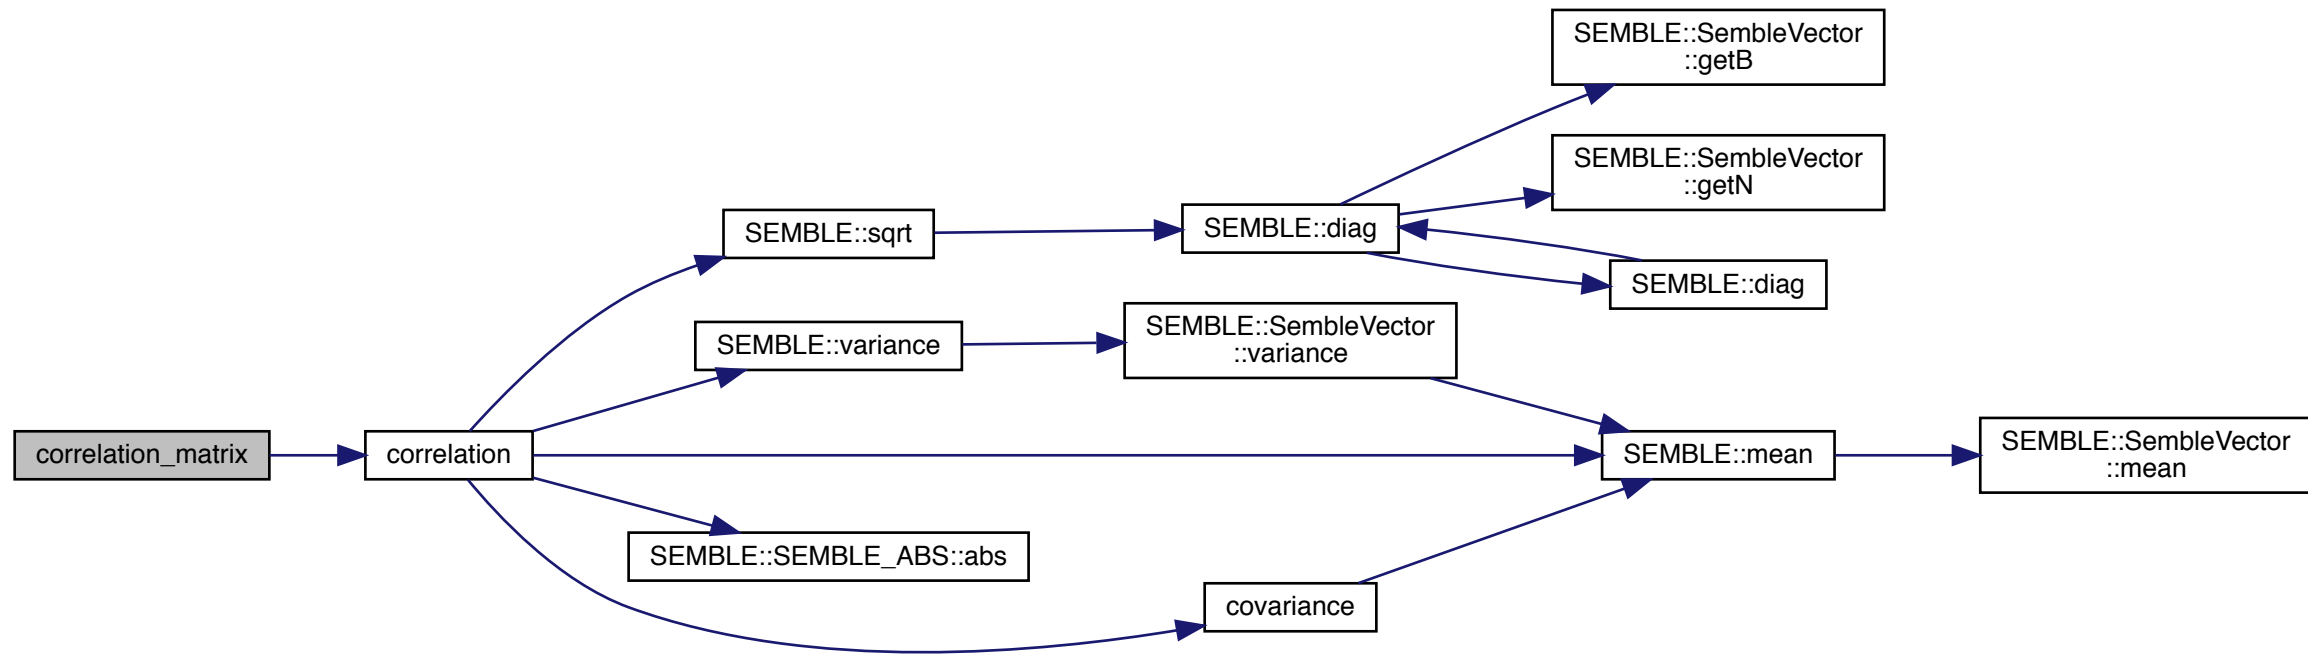 SEMBLE::SembleVector
::getB
SEMBLE::SembleVector
::getN
SEMBLE::sqrt
SEMBLE::diag
SEMBLE::diag
SEMBLE::variance
SEMBLE::SembleVector
::variance
correlation_matrix
correlation
SEMBLE::mean
SEMBLE::SembleVector
::mean
SEMBLE::SEMBLE_ABS::abs
covariance